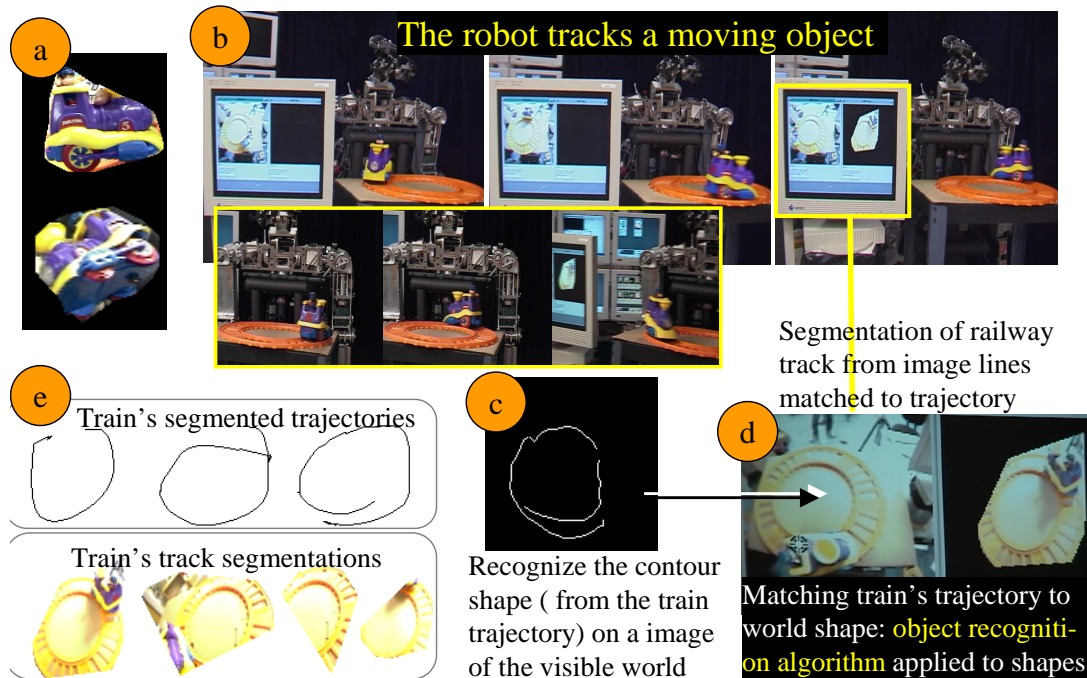 a
b
The robot tracks a moving object
Segmentation of railway
track from image lines
matched to trajectory
e
Train's segmented trajectories
c
d
Train's track segmentations
Recognize the contour
shape ( from the train
trajectory) on a image
of the visible world
Matching train's trajectory to
world shape: object recogniti-
on algorithm applied to shapes